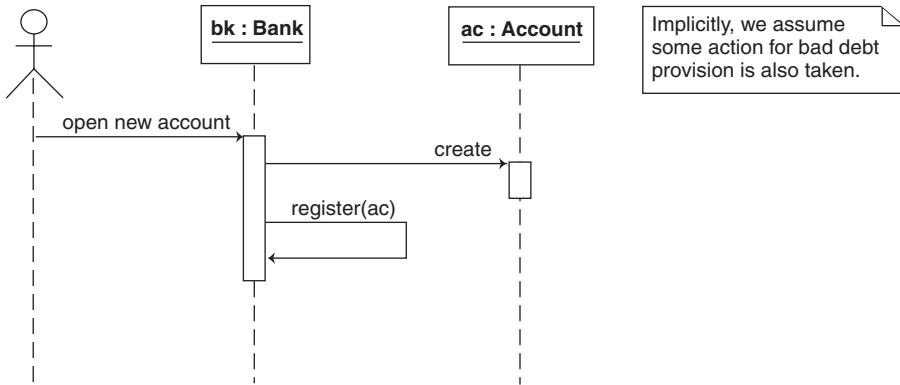 bk : Bank
ac : Account
Implicitly, we assume
some action for bad debt
provision is also taken.
open new account
create
register(ac)